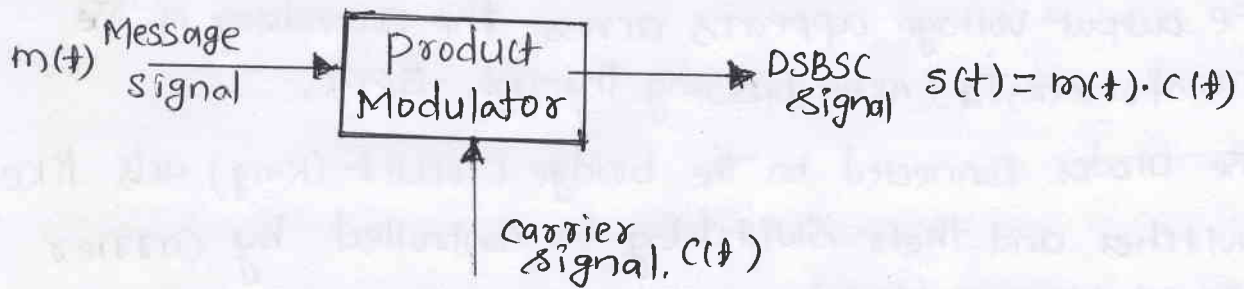 m(t) Message signal
Product Modulator
DSBSC signal s(t) = m(t). c(t)
carrier signal, c(t)